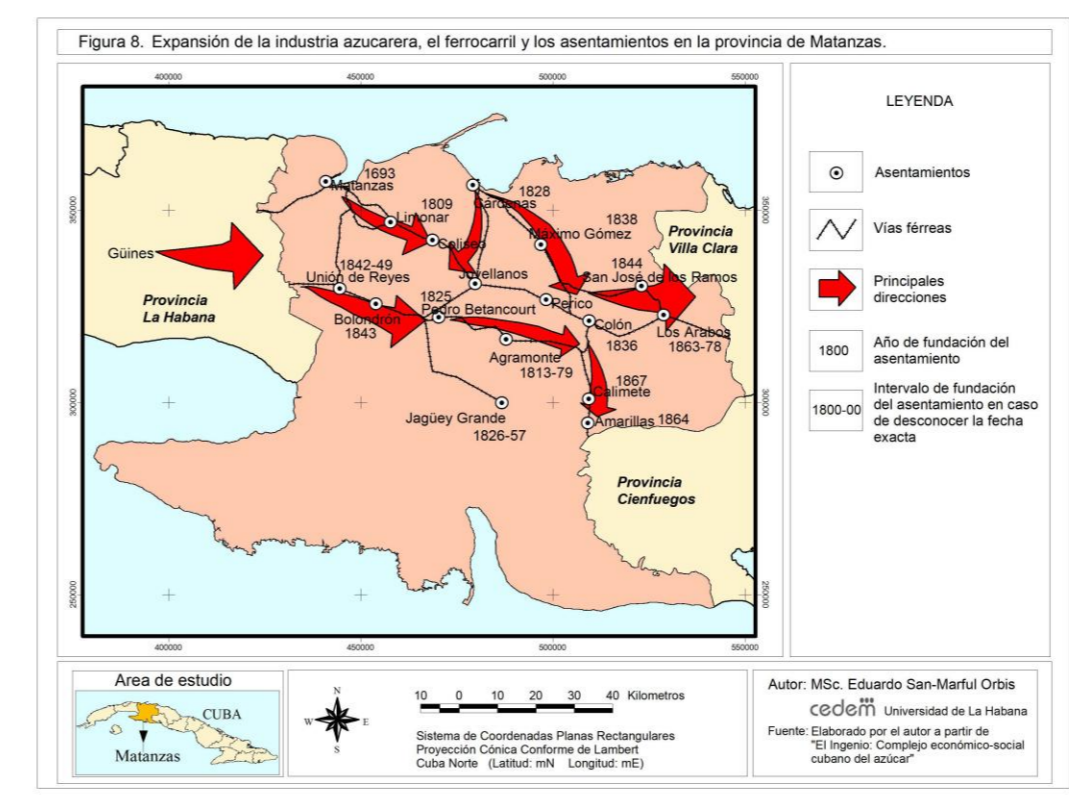 Figura 8. Expansión de la industria azucarera, el ferrocarril y los asentamientos en la provincia de Matanzas.
400000 450000 500000 550000
350000
300000
250000
350000
300000
250000
1693
Matanzas
1809
Limonar
Coliseo
1828
Cárdenas
1838
Máximo Gómez
Provincia
Villa Clara
Güines
1842-49
Unión de Reyes
Jovellanos
1844
San José de los Ramos
Provincia
La Habana
Bolondrón
1843
1825
Pedro Betancourt
Perico
Colón
1836
Los Arabos
1863-78
Agramonte
1813-79
1867
Calimete
Jagüey Grande
1826-57
Amarillas 1864
Provincia
Cienfuegos
400000 450000 500000 550000
LEYENDA
Asentamientos
Vías férreas
Principales
direcciones
1800
Año de fundación del
asentamiento
1800-00
Intervalo de fundación
del asentamiento en caso
de desconocer la fecha
exacta
Area de estudio
CUBA
Matanzas
N
W E
S
10 0 10 20 30 40 Kilometros
Sistema de Coordenadas Planas Rectangulares
Proyección Cónica Conforme de Lambert
Cuba Norte (Latitud: mN Longitud: mE)
Autor: MSc. Eduardo San-Marful Orbis
cedem Universidad de La Habana
Fuente: Elaborado por el autor a partir de
"El Ingenio: Complejo económico-social
cubano del azúcar"